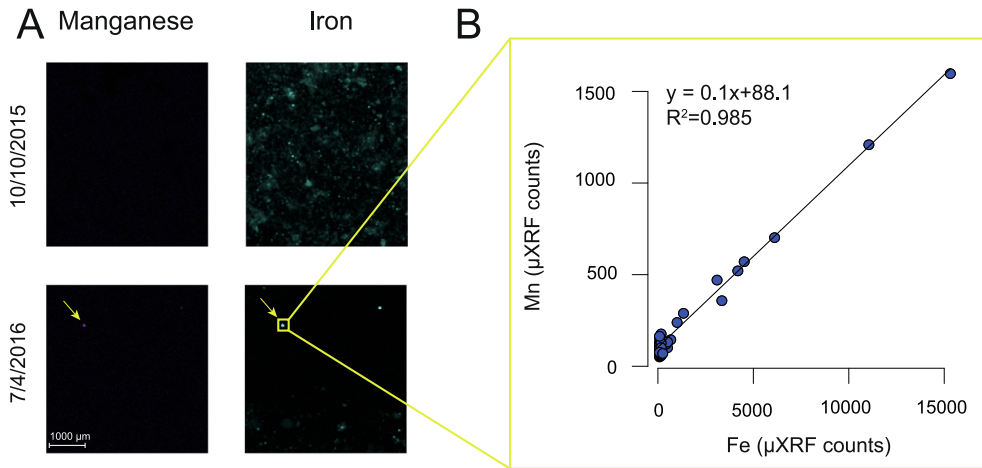 A
Manganese
Iron
10/10/2015
7/4/2016
1000 µm
B
y = 0.1x+88.1
R²=0.985
1500
1000
500
0
Mn (µXRF counts)
0
5000
10000
15000
Fe (µXRF counts)